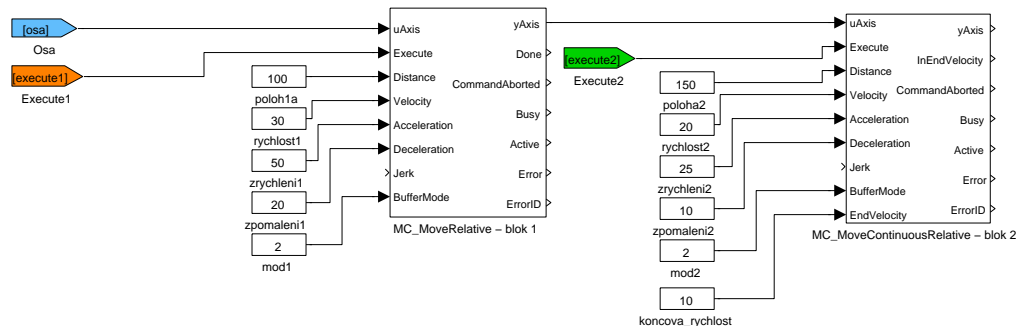 [osa]
Osa
[execute1]
Execute1
100
poloh1a
30
rychlost1
50
zrychleni1
20
zpomaleni1
2
mod1
uAxis
Execute
Distance
Velocity
Acceleration
Deceleration
Jerk
BufferMode
yAxis
Done
CommandAborted
Busy
Active
Error
ErrorID
MC_MoveRelative – blok 1
[execute2]
Execute2
150
poloha2
20
rychlost2
25
zrychleni2
10
zpomaleni2
2
mod2
10
koncova_rychlost
uAxis
Execute
Distance
Velocity
Acceleration
Deceleration
Jerk
BufferMode
EndVelocity
yAxis
InEndVelocity
CommandAborted
Busy
Active
Error
ErrorID
MC_MoveContinuousRelative – blok 2